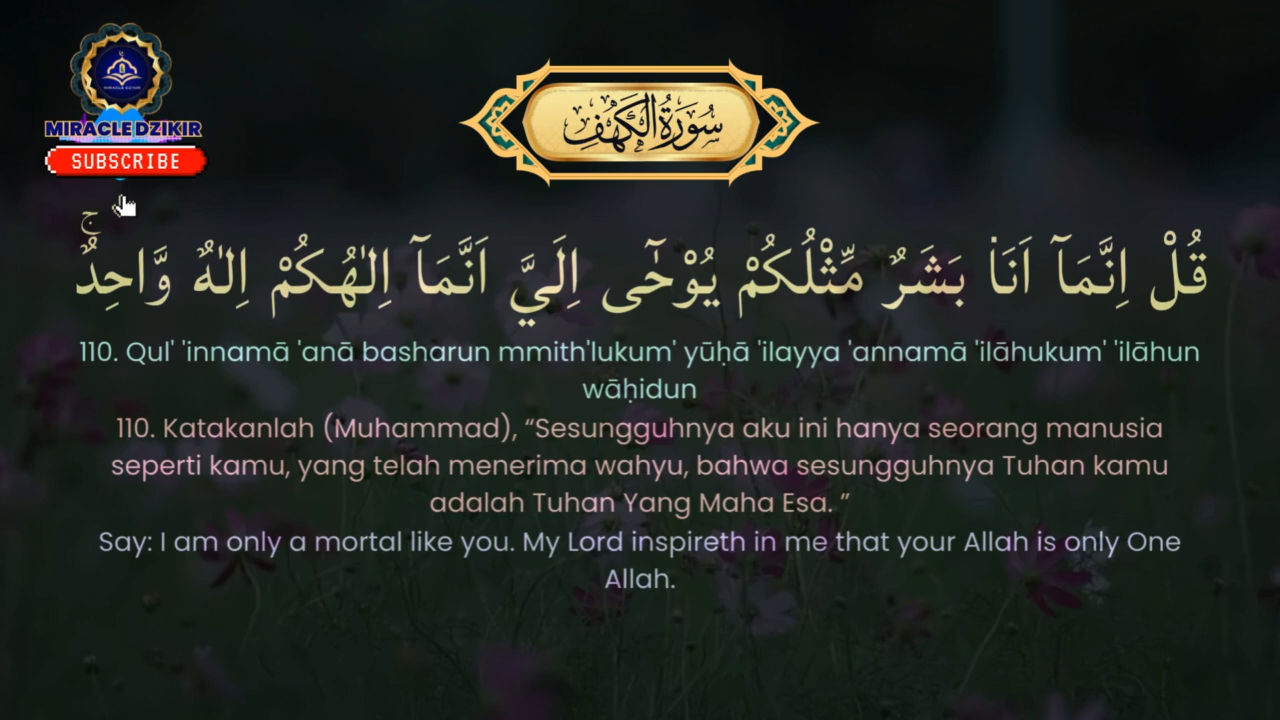 MIRACLE DZIKIR
SUBSCRIBE
سُوْرَةُ الْكَهْفِ
قُلْ اِنَّمَآ اَنَا۠ بَشَرٌ مِّثْلُكُمْ يُوْحٰٓى اِلَيَّ اَنَّمَآ اِلٰهُكُمْ اِلٰهٌ وَّاحِدٌۚ
110. Qul' 'innamā 'anā basharun mmith'lukum' yūḥā 'ilayya 'annamā 'ilāhukum' 'ilāhun
wāḥidun
110. Katakanlah (Muhammad), “Sesungguhnya aku ini hanya seorang manusia
seperti kamu, yang telah menerima wahyu, bahwa sesungguhnya Tuhan kamu
adalah Tuhan Yang Maha Esa. ”
Say: I am only a mortal like you. My Lord inspireth in me that your Allah is only One
Allah.